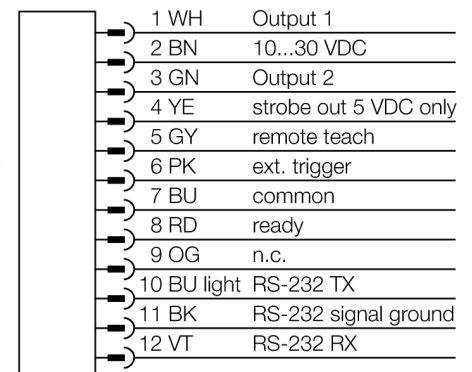 1 WH Output 1
2 BN 10...30 VDC
3 GN Output 2
4 YE strobe out 5 VDC only
5 GY remote teach
6 PK ext. trigger
7 BU common
8 RD ready
9 OG n.c.
10 BU light RS-232 TX
11 BK RS-232 signal ground
12 VT RS-232 RX